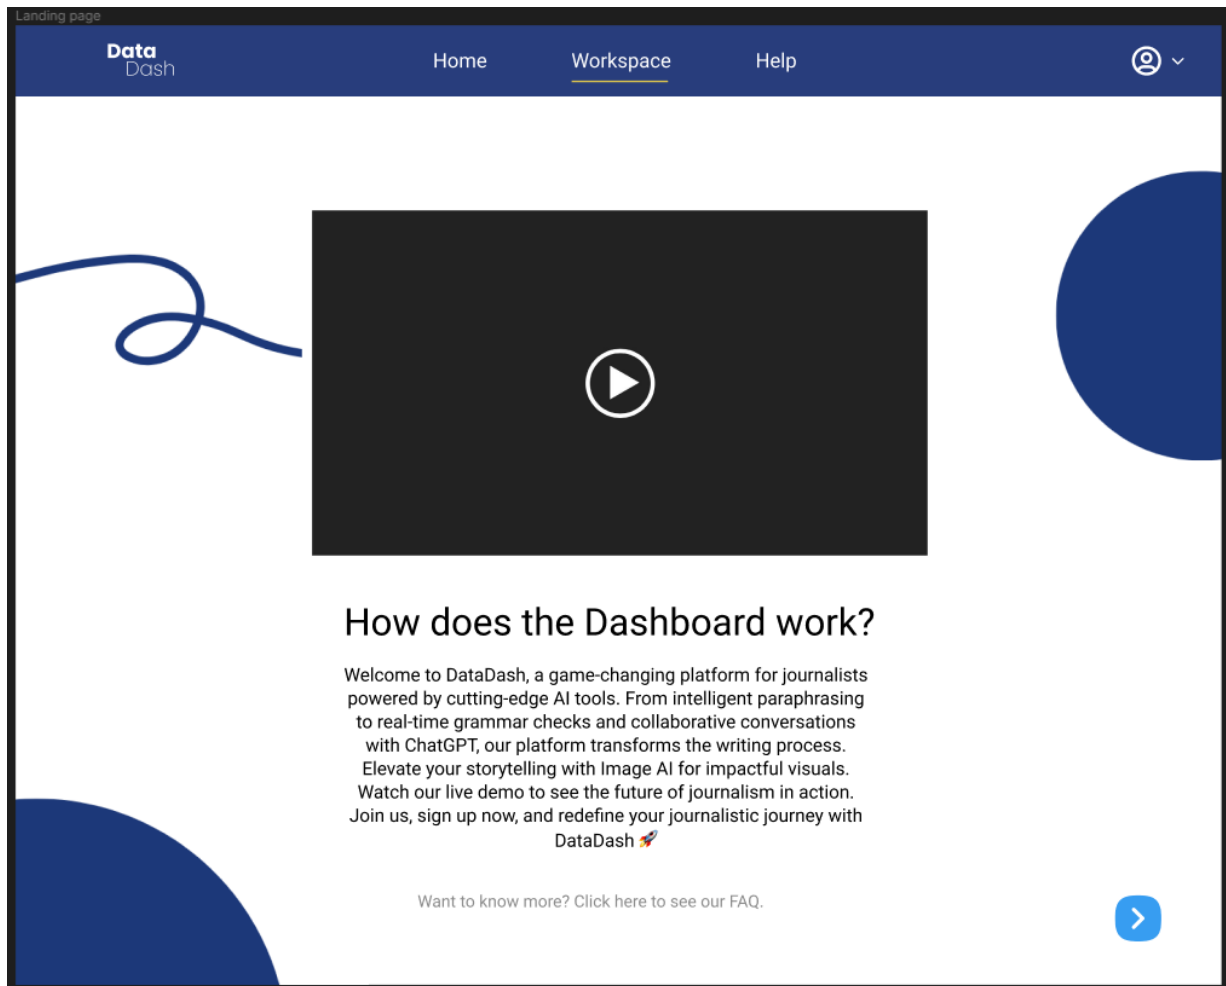 Landing page
Data
Dash
Home Workspace Help
How does the Dashboard work?
Welcome to DataDash, a game-changing platform for journalists
powered by cutting-edge AI tools. From intelligent paraphrasing
to real-time grammar checks and collaborative conversations
with ChatGPT, our platform transforms the writing process.
Elevate your storytelling with Image AI for impactful visuals.
Watch our live demo to see the future of journalism in action.
Join us, sign up now, and redefine your journalistic journey with
DataDash 🚀
Want to know more? Click here to see our FAQ.